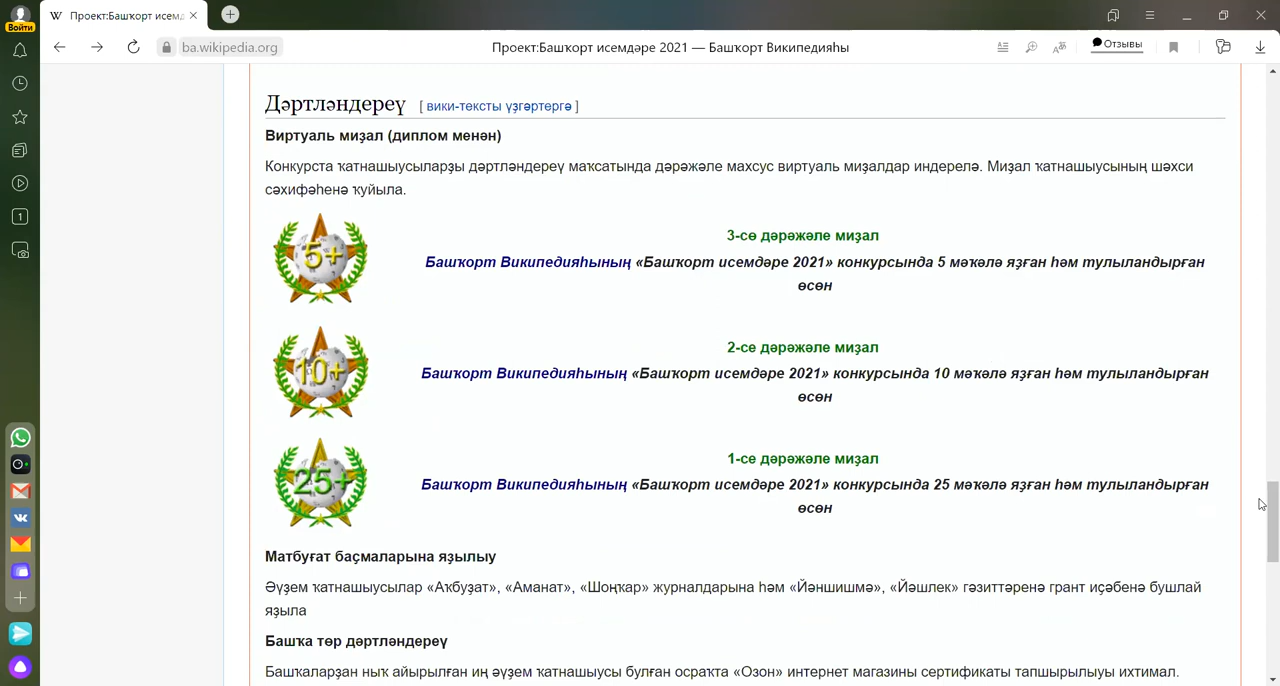 Войти
Проект:Башҡорт исемд
ba.wikipedia.org
Проект:Башҡорт исемдәре 2021 — Башҡорт Википедияһы
Отзывы
Дәртләндереү [ вики-тексты үҙгәртергә ]
Виртуаль миҙал (диплом менән)
Конкурста ҡатнашыусыларҙы дәртләндереү маҡсатында дәрәжәле махсус виртуаль миҙалдар индерелә. Миҙал ҡатнашыусының шәхси
сәхифәһенә ҡуйыла.
5+
3-сө дәрәжәле миҙал
Башҡорт Википедияһының «Башҡорт исемдәре 2021» конкурсында 5 мәҡәлә яҙған һәм тулыландырған
өсөн
10+
2-се дәрәжәле миҙал
Башҡорт Википедияһының «Башҡорт исемдәре 2021» конкурсында 10 мәҡәлә яҙған һәм тулыландырған
өсөн
25+
1-се дәрәжәле миҙал
Башҡорт Википедияһының «Башҡорт исемдәре 2021» конкурсында 25 мәҡәлә яҙған һәм тулыландырған
өсөн
Матбуғат баҫмаларына яҙылыу
Әүҙем ҡатнашыусылар «Аҡбуҙат», «Аманат», «Шоңҡар» журналдарына һәм «Йәншишмә», «Йәшлек» гәзиттәренә грант иҫәбенә бушлай
яҙыла
Башҡа төр дәртләндереү
Башҡаларҙан ныҡ айырылған иң әүҙем ҡатнашыусы булған осраҡта «Озон» интернет магазины сертификаты тапшырылыуы ихтимал.